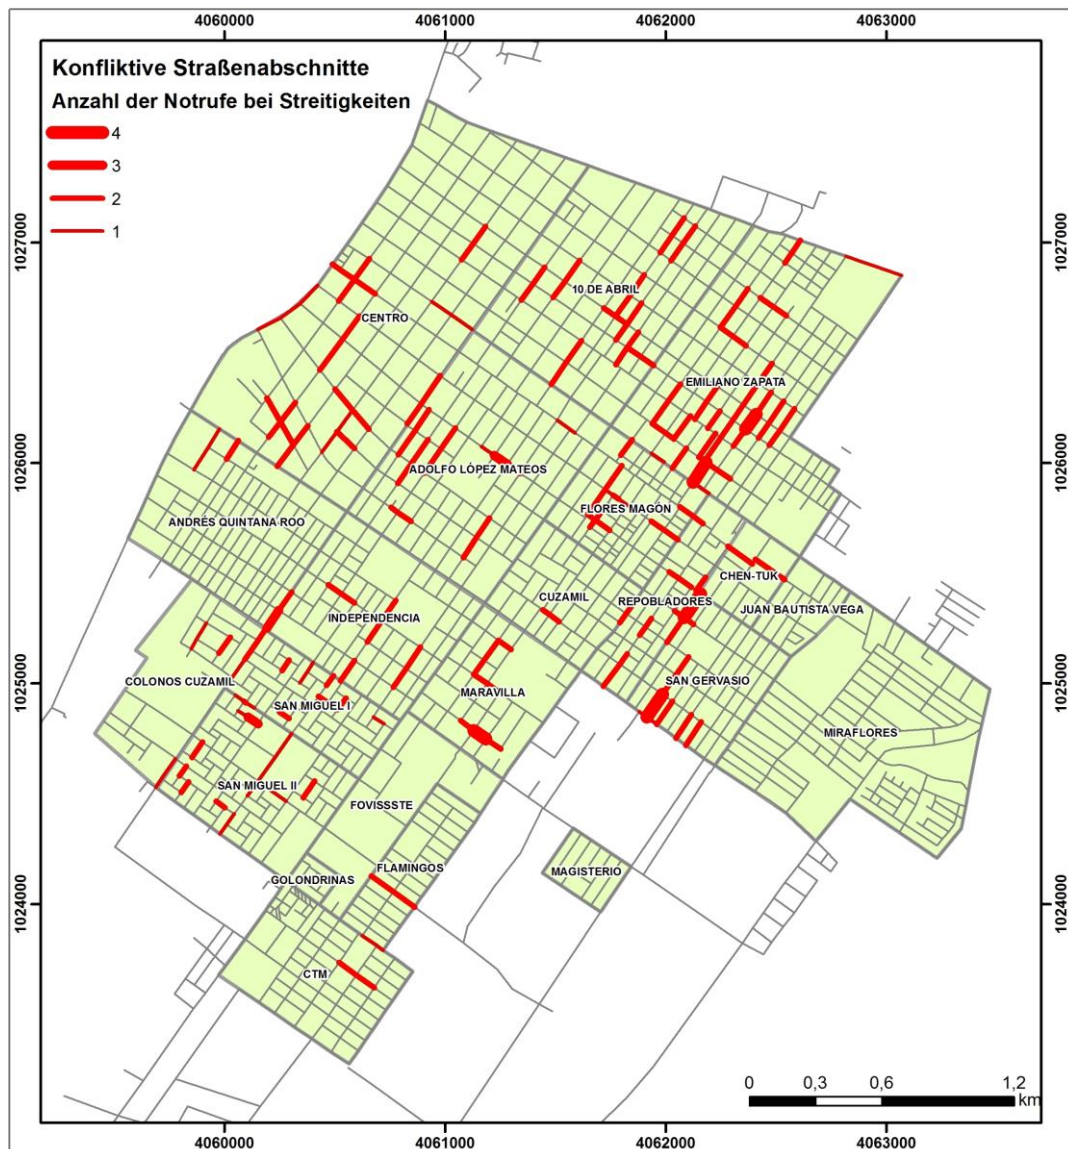 4060000 4061000 4062000 4063000
Konfliktive Straßenabschnitte
Anzahl der Notrufe bei Streitigkeiten
4
3
2
1
1027000 1027000
10 DE ABRIL
CENTRO
EMILIANO ZAPATA
1026000 1026000
ADOLFO LÓPEZ MATEOS
FLORES MAGÓN
ANDRÉS QUINTANA ROO
CHEN-TUK
CUZAMIL
REPOBLADORES
JUAN BAUTISTA VEGA
INDEPENDENCIA
1025000 1025000
COLONOS CUZAMIL
MARAVILLA
SAN GERVASIO
SAN MIGUEL I
MIRAFLORES
SAN MIGUEL II
FOVISSSTE
FLAMINGOS
MAGISTERIO
GOLONDRINAS
1024000 1024000
CTM
0 0,3 0,6 1,2
km
4060000 4061000 4062000 4063000